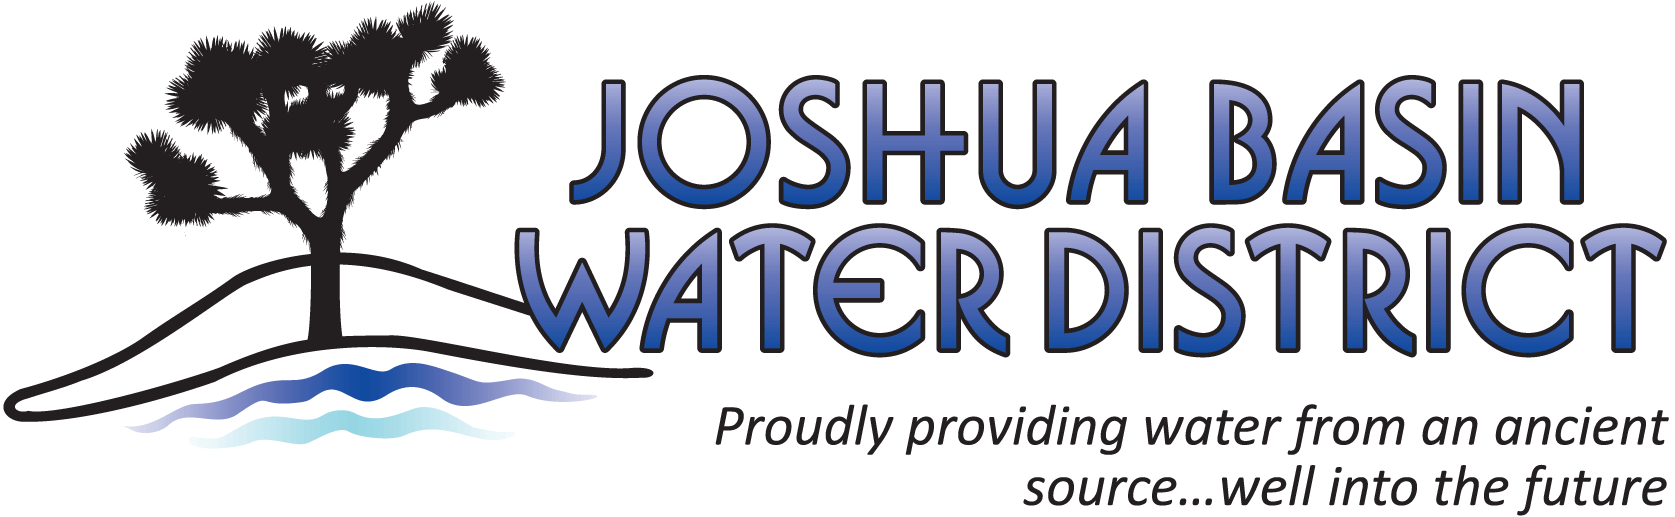 JOSHUA BASIN
WATER DISTRICT
Proudly providing water from an ancient
source...well into the future